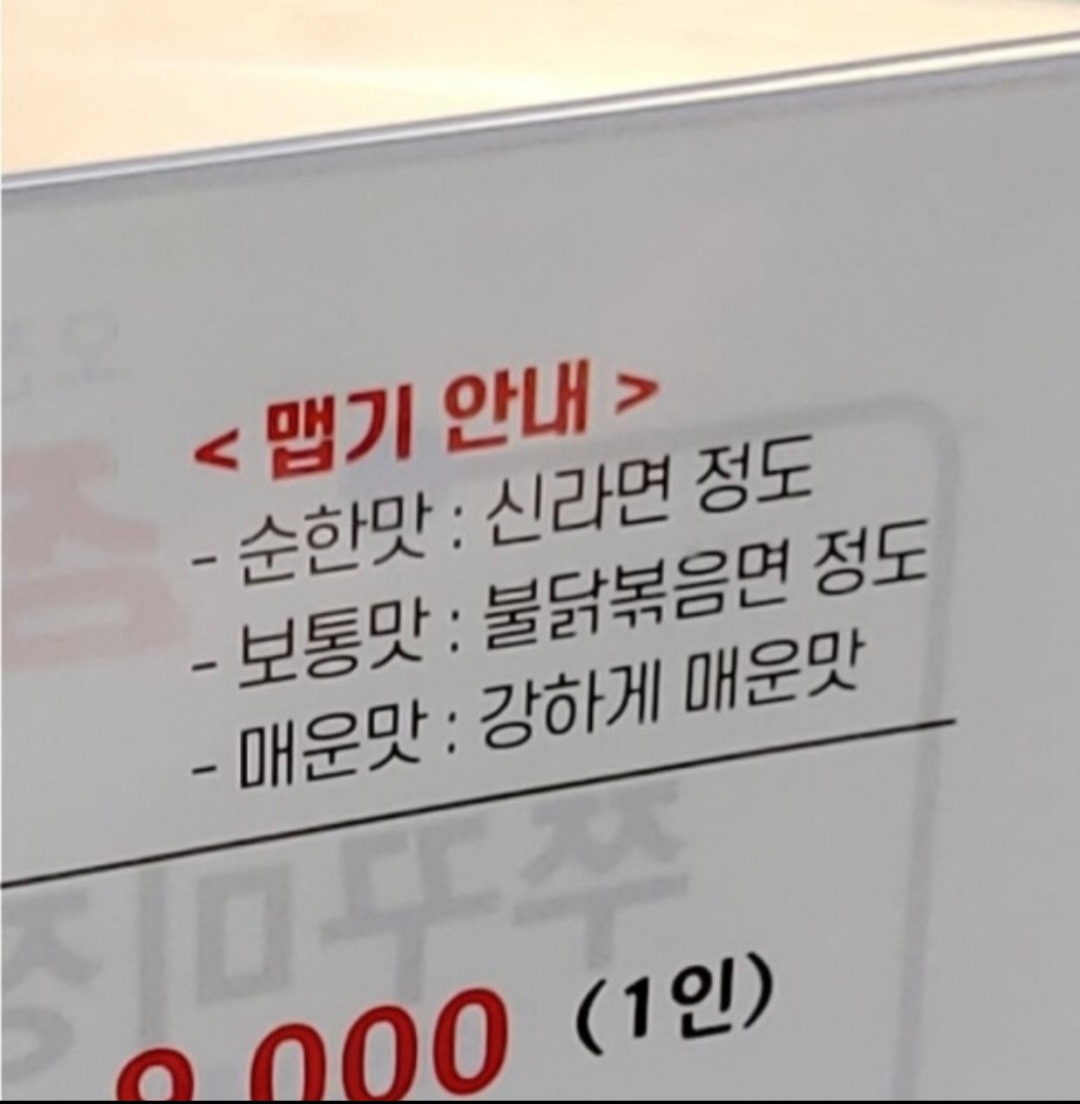 < 맵기 안내 >
- 순한맛 : 신라면 정도
- 보통맛 : 불닭볶음면 정도
- 매운맛 : 강하게 매운맛
(1인)